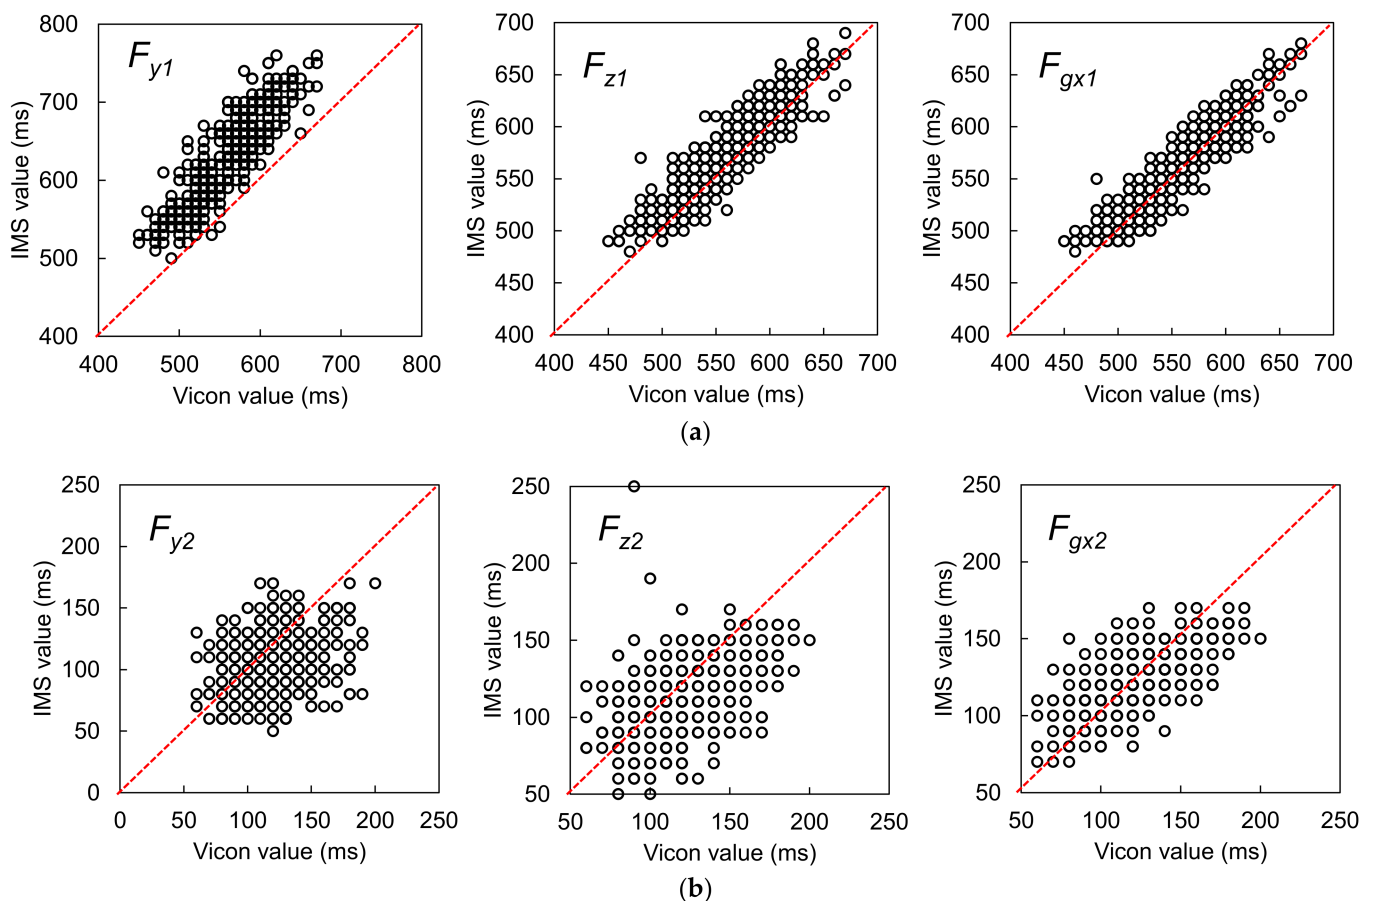 F_y1
IMS value (ms)
800
700
600
500
400
400 500 600 700 800
Vicon value (ms)
F_z1
IMS value (ms)
700
650
600
550
500
450
400
400 450 500 550 600 650 700
Vicon value (ms)
F_gx1
IMS value (ms)
700
650
600
550
500
450
400
400 450 500 550 600 650 700
Vicon value (ms)
(a)
F_y2
IMS value (ms)
250
200
150
100
50
0
0 50 100 150 200 250
Vicon value (ms)
F_z2
IMS value (ms)
250
200
150
100
50
50 100 150 200 250
Vicon value (ms)
F_gx2
IMS value (ms)
250
200
150
100
50
50 100 150 200 250
Vicon value (ms)
(b)